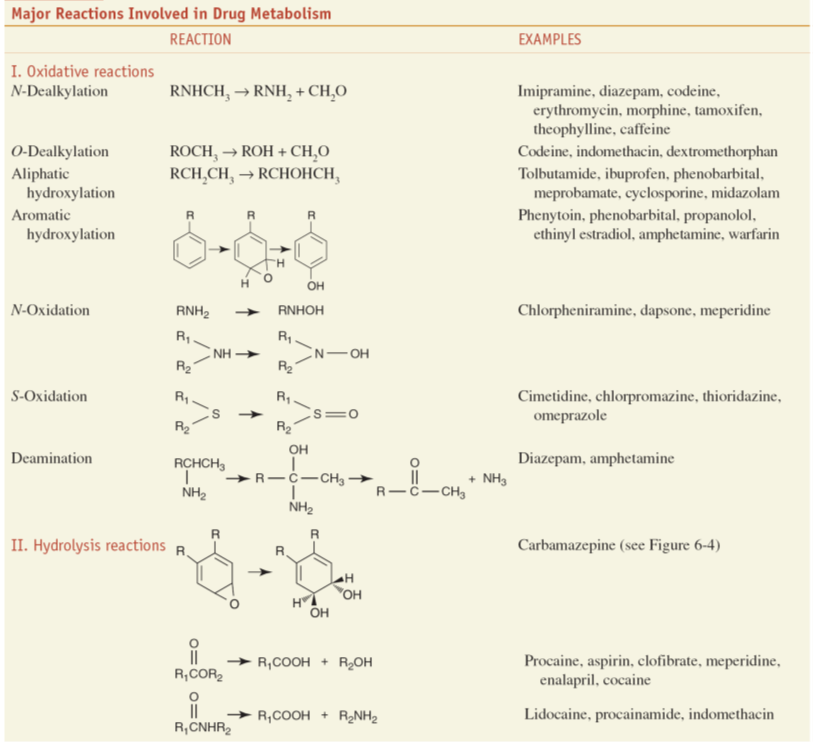 Major Reactions Involved in Drug Metabolism
REACTION EXAMPLES
I. Oxidative reactions
N-Dealkylation RNHCH₃ → RNH₂ + CH₂O Imipramine, diazepam, codeine,
erythromycin, morphine, tamoxifen,
theophylline, caffeine
O-Dealkylation ROCH₃ → ROH + CH₂O Codeine, indomethacin, dextromethorphan
Aliphatic RCH₂CH₃ → RCHOHCH₃ Tolbutamide, ibuprofen, phenobarbital,
hydroxylation meprobamate, cyclosporine, midazolam
Aromatic R R R Phenytoin, phenobarbital, propanolol,
hydroxylation ethinyl estradiol, amphetamine, warfarin
H
H O OH
N-Oxidation RNH₂ → RNHOH Chlorpheniramine, dapsone, meperidine
R₁ R₁
NH → N—OH
R₂ R₂
S-Oxidation R₁ R₁ Cimetidine, chlorpromazine, thioridazine,
S → S=O omeprazole
R₂ R₂
OH
Deamination RCHCH₃ O Diazepam, amphetamine
→ R—C—CH₃ → + NH₃
NH₂ R—C—CH₃
NH₂
R R
II. Hydrolysis reactions R R Carbamazepine (see Figure 6-4)
→ H
O H OH
OH
O
→ R₁COOH + R₂OH Procaine, aspirin, clofibrate, meperidine,
R₁COR₂ enalapril, cocaine
O
→ R₁COOH + R₂NH₂ Lidocaine, procainamide, indomethacin
R₁CNHR₂